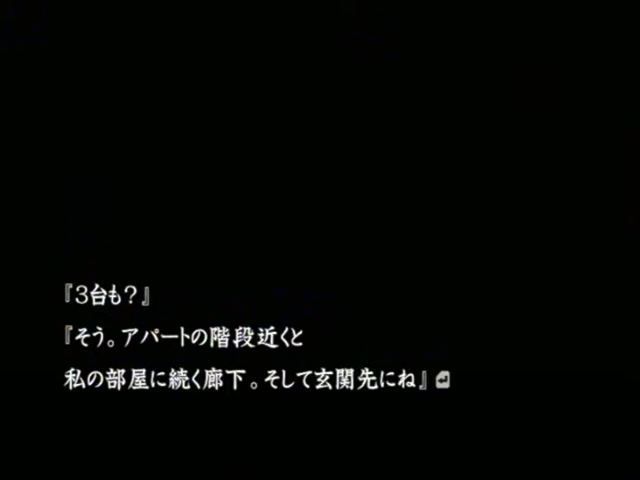 『3台も？』
『そう。アパートの階段近くと
私の部屋に続く廊下。そして玄関先にね』